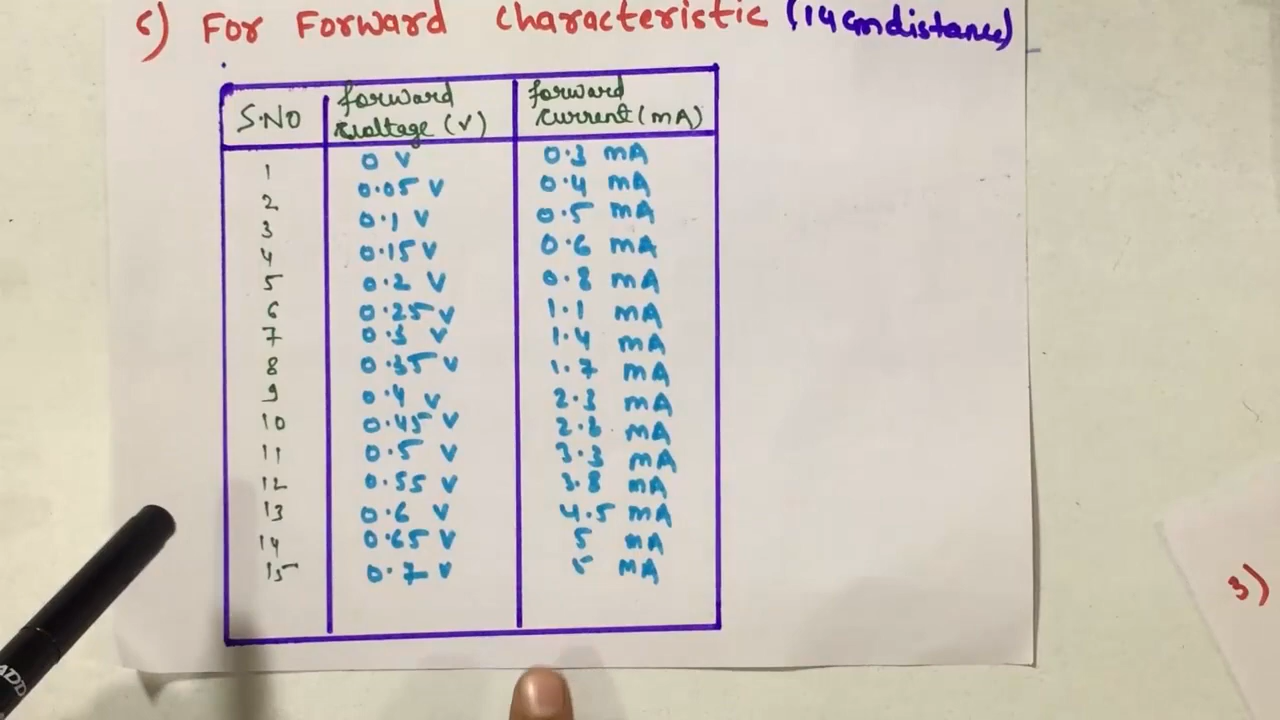 c) For Forward Characteristic (14cm distance)
S.NO Forward voltage (V) Forward current (mA)
1 0 V 0.3 mA
2 0.05 V 0.4 mA
3 0.1 V 0.5 mA
4 0.15 V 0.6 mA
5 0.2 V 0.8 mA
6 0.25 V 1.1 mA
7 0.3 V 1.4 mA
8 0.35 V 1.7 mA
9 0.4 V 2.3 mA
10 0.45 V mA
11 0.5 V 3.3 mA
12 0.55 V 3.8 mA
13 0.6 V 4.5 mA
14 0.65 V 5 mA
15 0.7 V 5 mA
3)
ADD